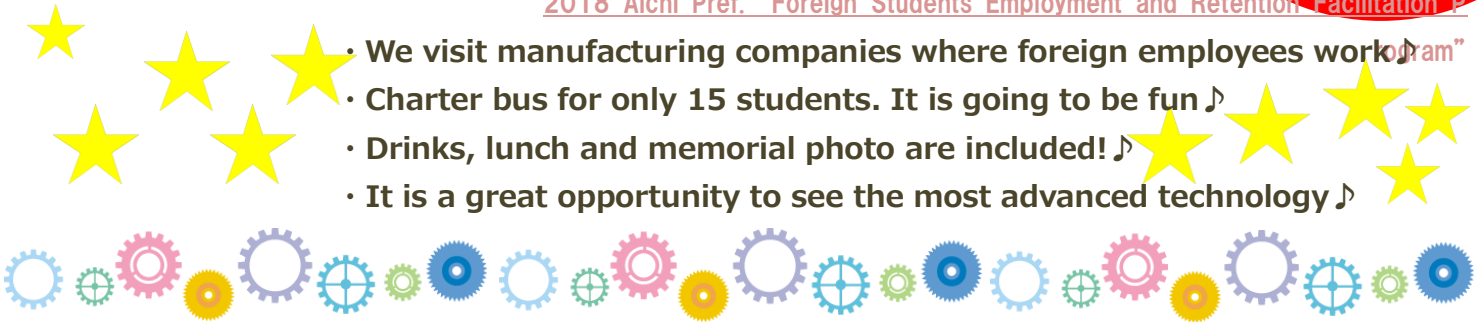 2018 Aichi Pref. "Foreign Students Employment and Retention Facilitation P
rogram"
・We visit manufacturing companies where foreign employees work♪
・Charter bus for only 15 students. It is going to be fun♪
・Drinks, lunch and memorial photo are included!♪
・It is a great opportunity to see the most advanced technology♪